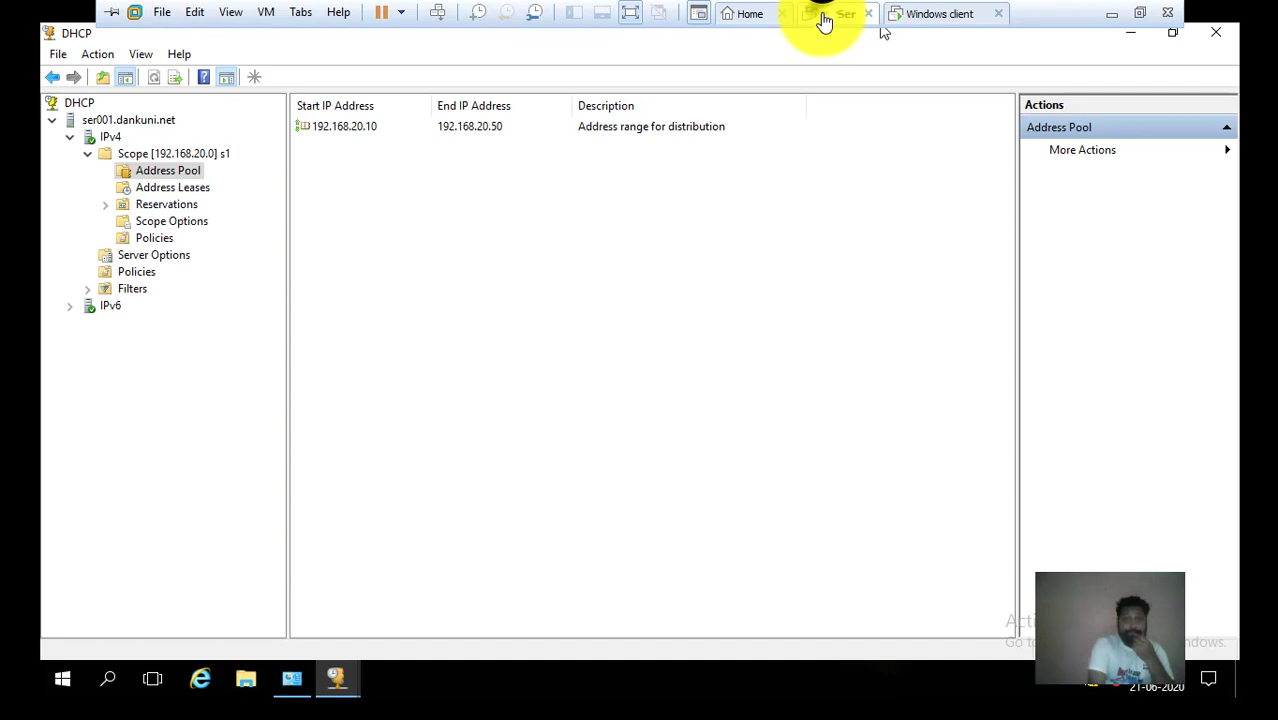 File Edit View VM Tabs Help Home Ser Windows client
DHCP
File Action View Help
DHCP
ser001.dankuni.net
IPv4
Scope [192.168.20.0] s1
Address Pool
Address Leases
Reservations
Scope Options
Policies
Server Options
Policies
Filters
IPv6
Start IP Address End IP Address Description
192.168.20.10 192.168.20.50 Address range for distribution
Actions
Address Pool
More Actions
21-06-2020